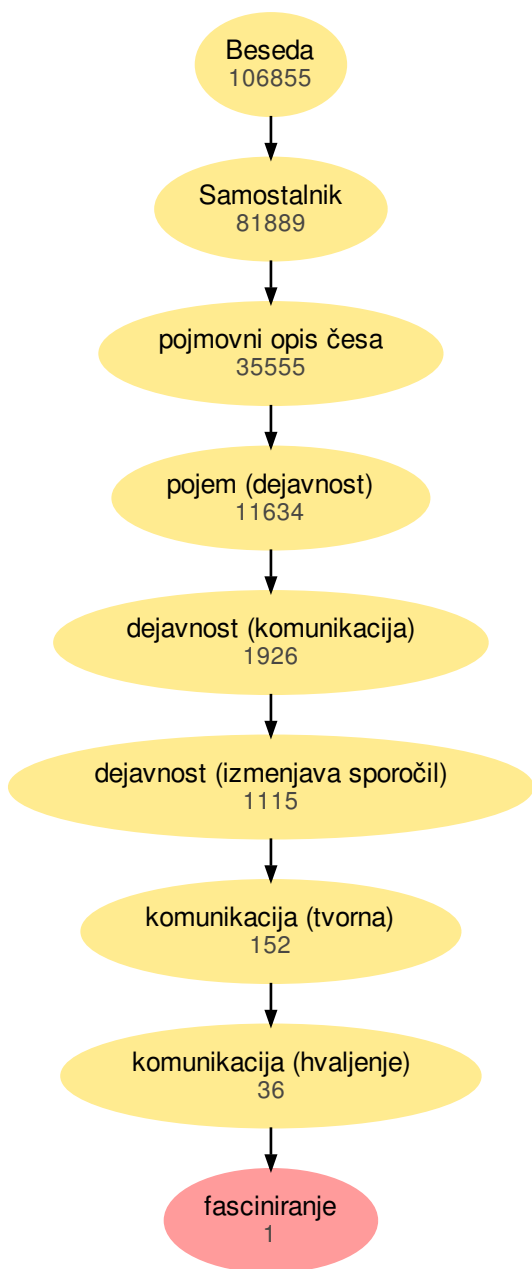 Beseda
106855
Samostalnik
81889
pojmovni opis česa
35555
pojem (dejavnost)
11634
dejavnost (komunikacija)
1926
dejavnost (izmenjava sporočil)
1115
komunikacija (tvorna)
152
komunikacija (hvaljenje)
36
fasciniranje
1